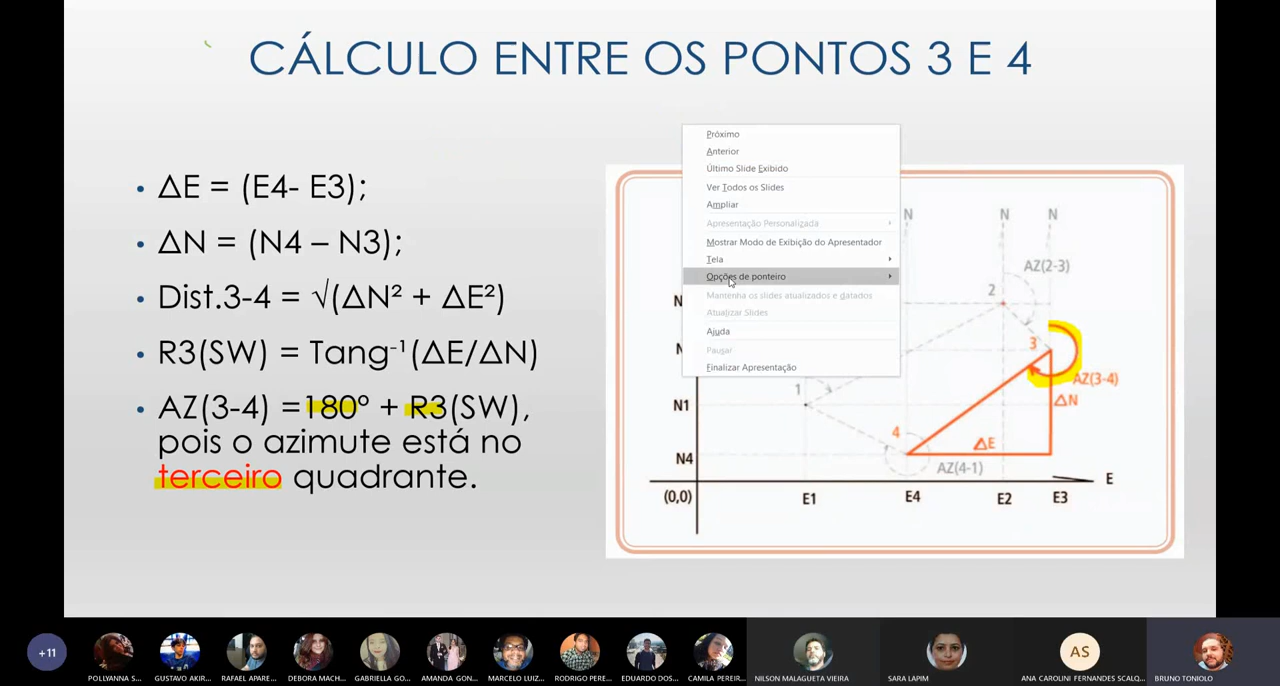 CÁLCULO ENTRE OS PONTOS 3 E 4
• ΔE = (E4- E3);
• ΔN = (N4 – N3);
• Dist.3-4 = √(ΔN² + ΔE²)
• R3(SW) = Tang⁻¹(ΔE/ΔN)
• AZ(3-4) =180° + R3(SW),
pois o azimute está no
terceiro quadrante.
Próximo
Anterior
Último Slide Exibido
Ver Todos os Slides
Ampliar
Apresentação Personalizada
Mostrar Modo de Exibição do Apresentador
Tela
Opções de ponteiro
Mantenha os slides atualizados e datados
Atualizar Slides
Ajuda
Pausar
Finalizar Apresentação
N N N
AZ(2-3)
2
N
3
N
AZ(3-4)
1
ΔN
N1
4
ΔE
N4
AZ(4-1)
E
(0,0) E1 E4 E2 E3
+11
POLLYANNA S...
GUSTAVO AKIR...
RAFAEL APARE...
DEBORA MACH...
GABRIELLA GO...
AMANDA GON...
MARCELO LUIZ...
RODRIGO PERE...
EDUARDO DOS...
CAMILA PEREIR...
NILSON MALAGUETA VIEIRA
SARA LAPIM
AS
ANA CAROLINI FERNANDES SCALQ...
BRUNO TONIOLO